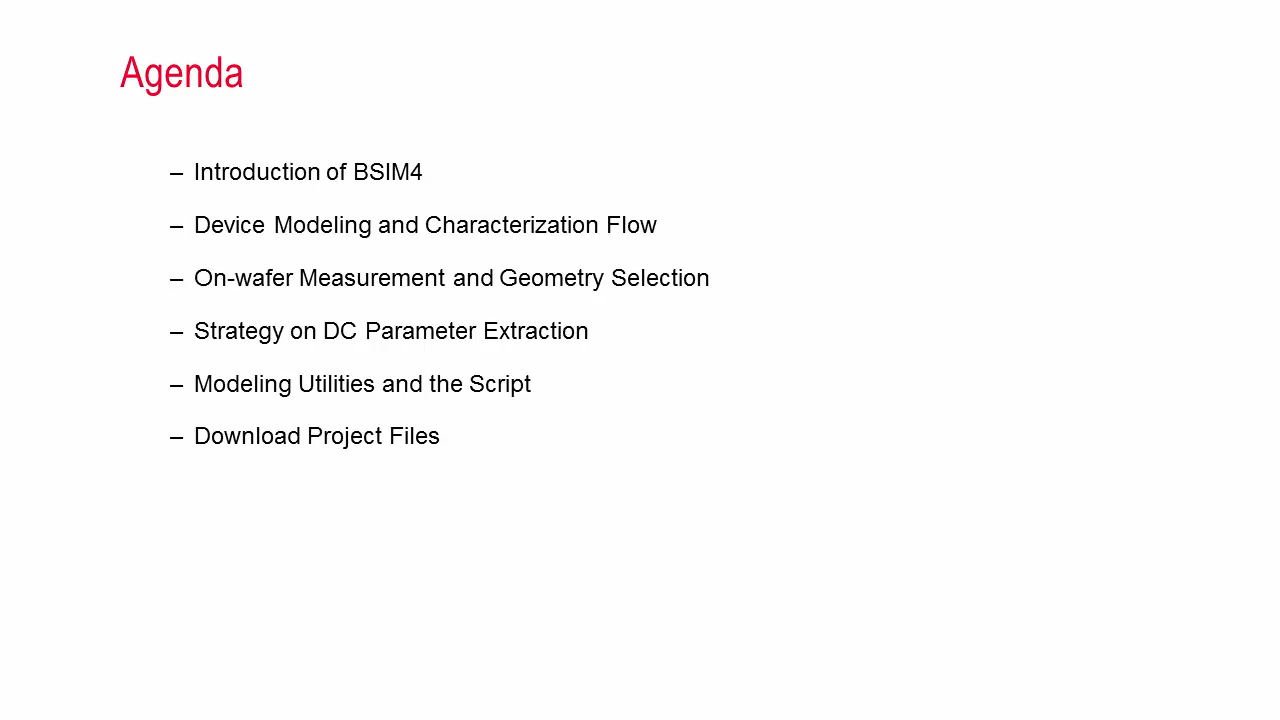 Agenda
– Introduction of BSIM4
– Device Modeling and Characterization Flow
– On-wafer Measurement and Geometry Selection
– Strategy on DC Parameter Extraction
– Modeling Utilities and the Script
– Download Project Files